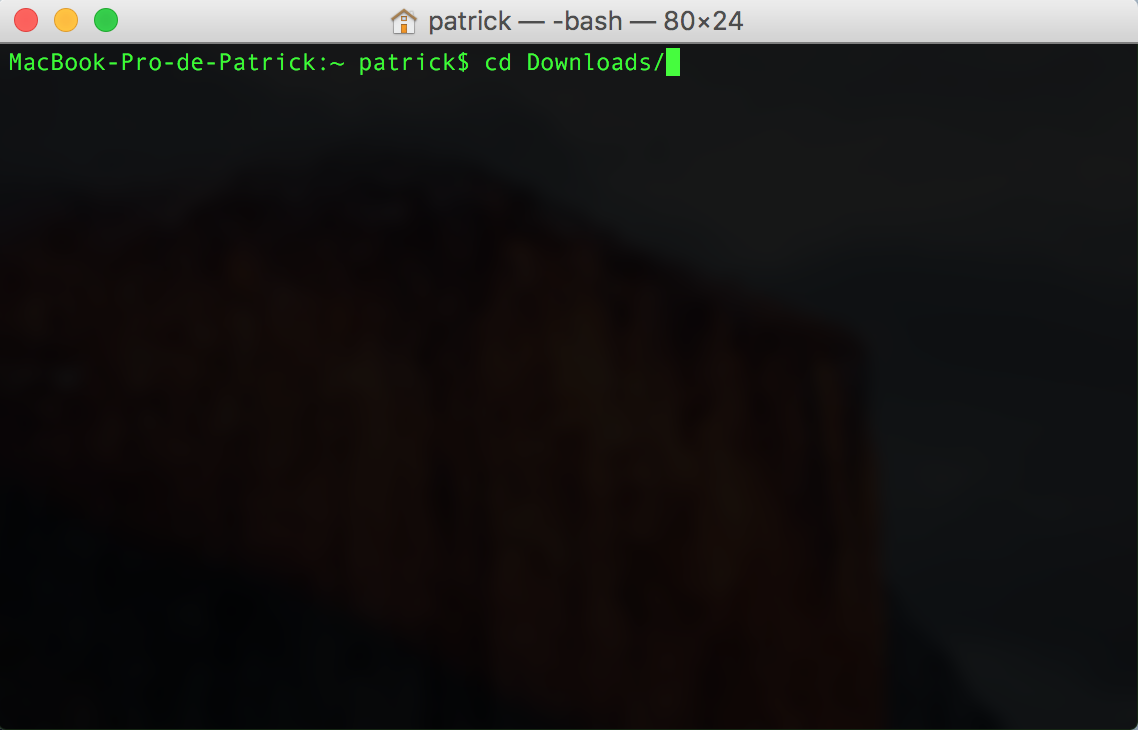 patrick — -bash — 80×24
MacBook-Pro-de-Patrick:~ patrick$ cd Downloads/